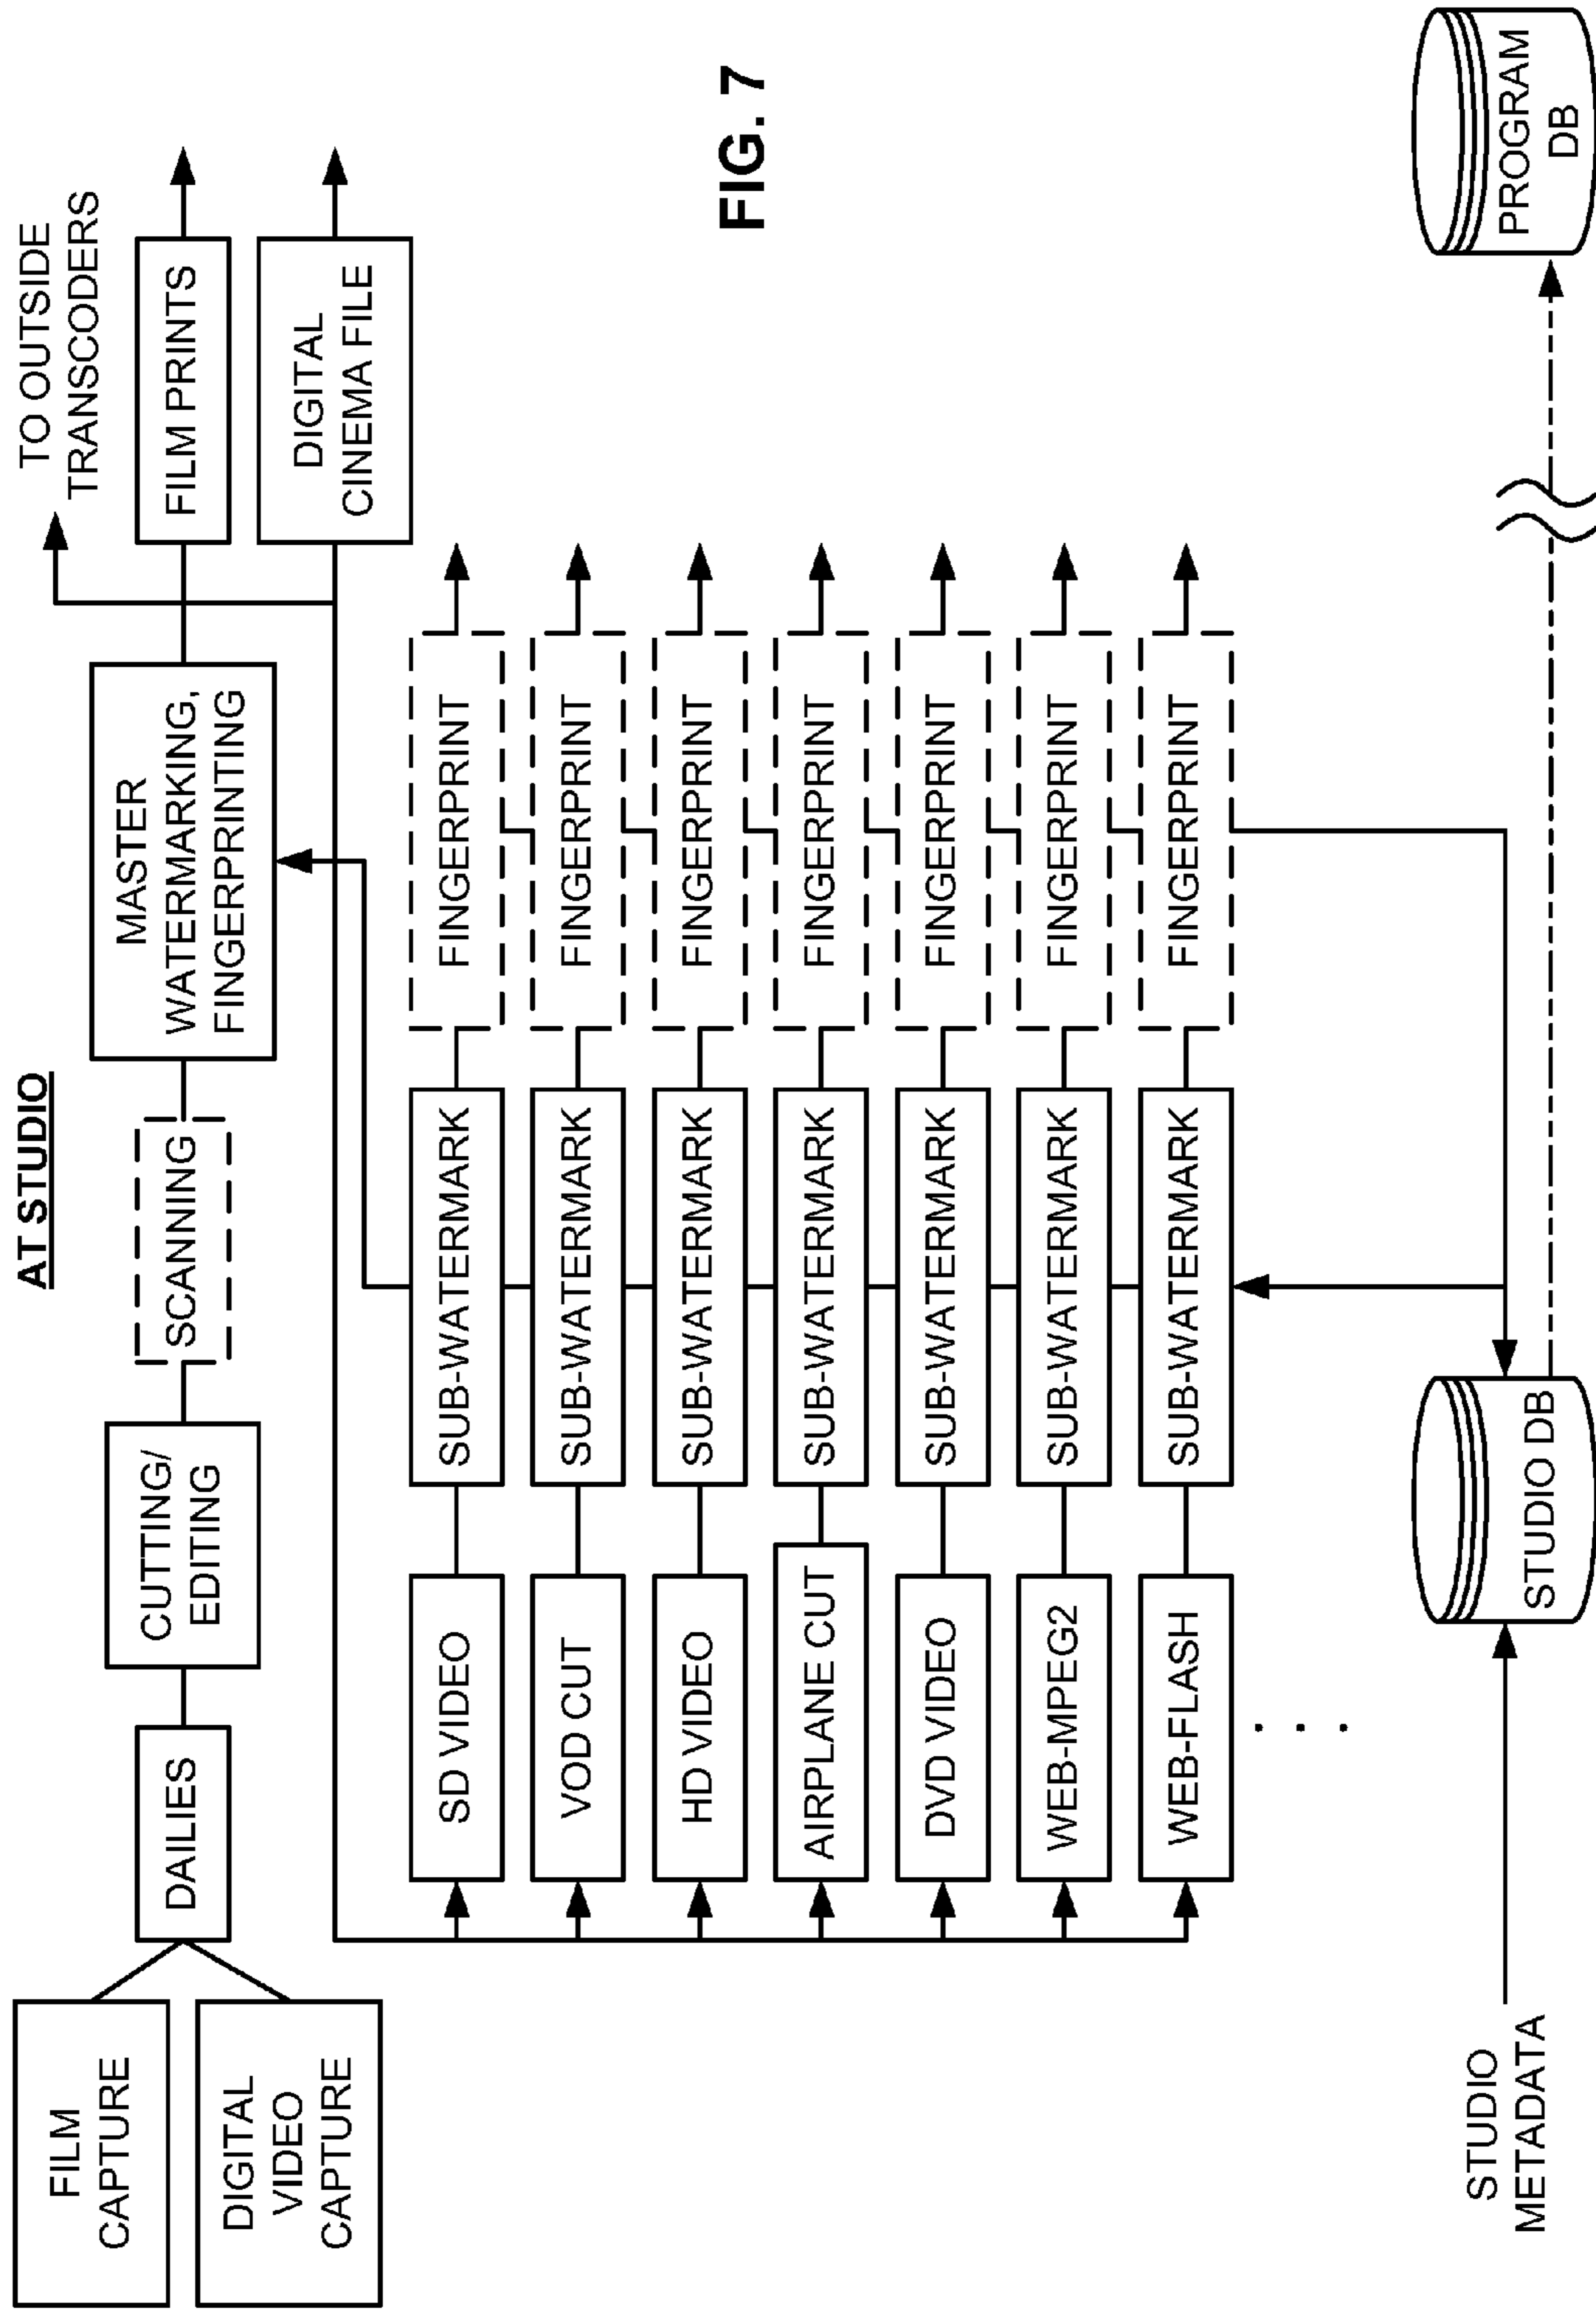 AT STUDIO
FILM
CAPTURE
DIGITAL
VIDEO
CAPTURE
DAILIES
CUTTING/
EDITING
SCANNING
MASTER
WATERMARKING,
FINGERPRINTING
TO OUTSIDE
TRANSCODERS
FILM PRINTS
DIGITAL
CINEMA FILE
SD VIDEO
SUB-WATERMARK
FINGERPRINT
VOD CUT
SUB-WATERMARK
FINGERPRINT
HD VIDEO
SUB-WATERMARK
FINGERPRINT
AIRPLANE CUT
SUB-WATERMARK
FINGERPRINT
DVD VIDEO
SUB-WATERMARK
FINGERPRINT
WEB-MPEG2
SUB-WATERMARK
FINGERPRINT
WEB-FLASH
SUB-WATERMARK
FINGERPRINT
. . .
FIG. 7
STUDIO
METADATA
STUDIO DB
PROGRAM
DB